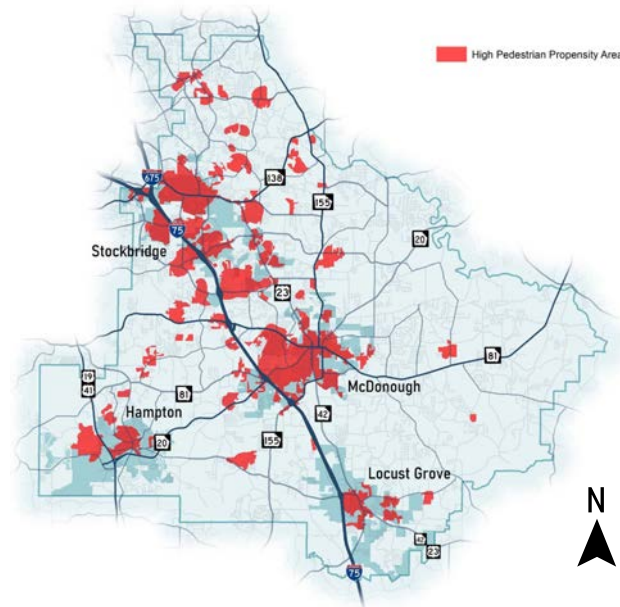 High Pedestrian Propensity Area
675
138
155
20
75
Stockbridge
23
81
McDonough
19
41
81
Hampton
42
20
155
Locust Grove
N
42
23
75